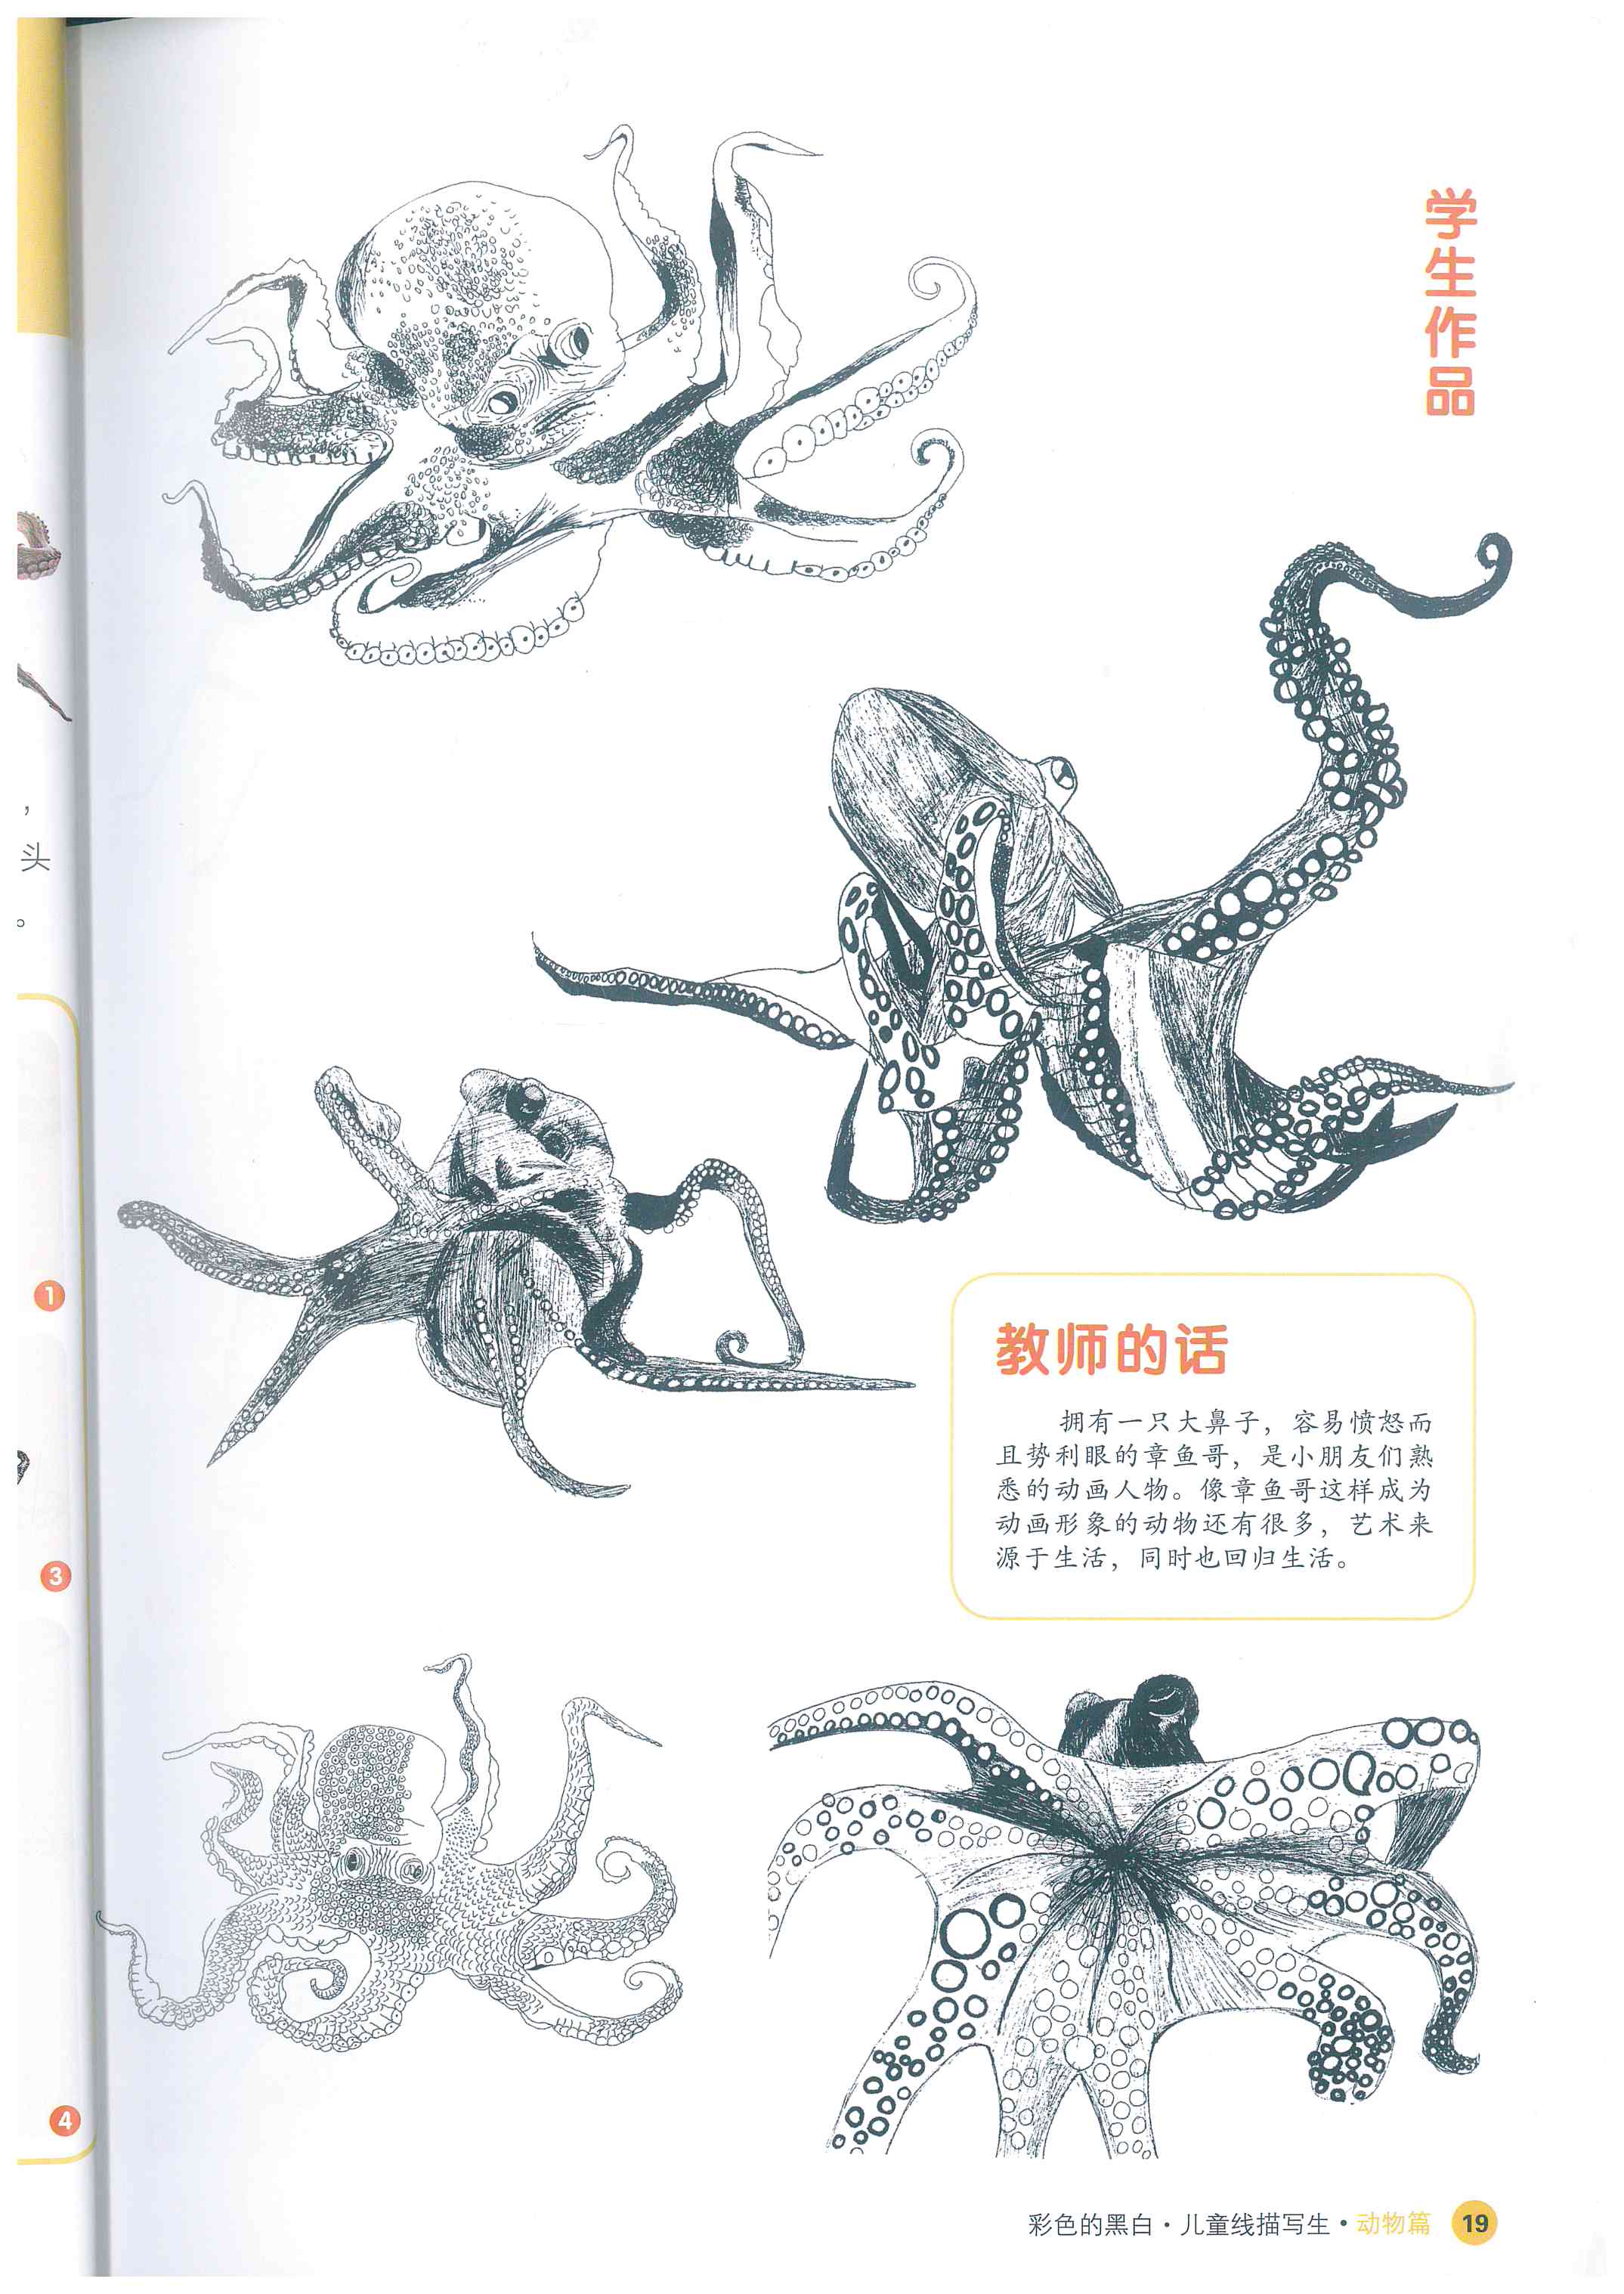 学生作品
，
头
。
1
3
4
教师的话
拥有一只大鼻子，容易愤怒而
且势利眼的章鱼哥，是小朋友们熟
悉的动画人物。像章鱼哥这样成为
动画形象的动物还有很多，艺术来
源于生活，同时也回归生活。
彩色的黑白·儿童线描写生·动物篇 19